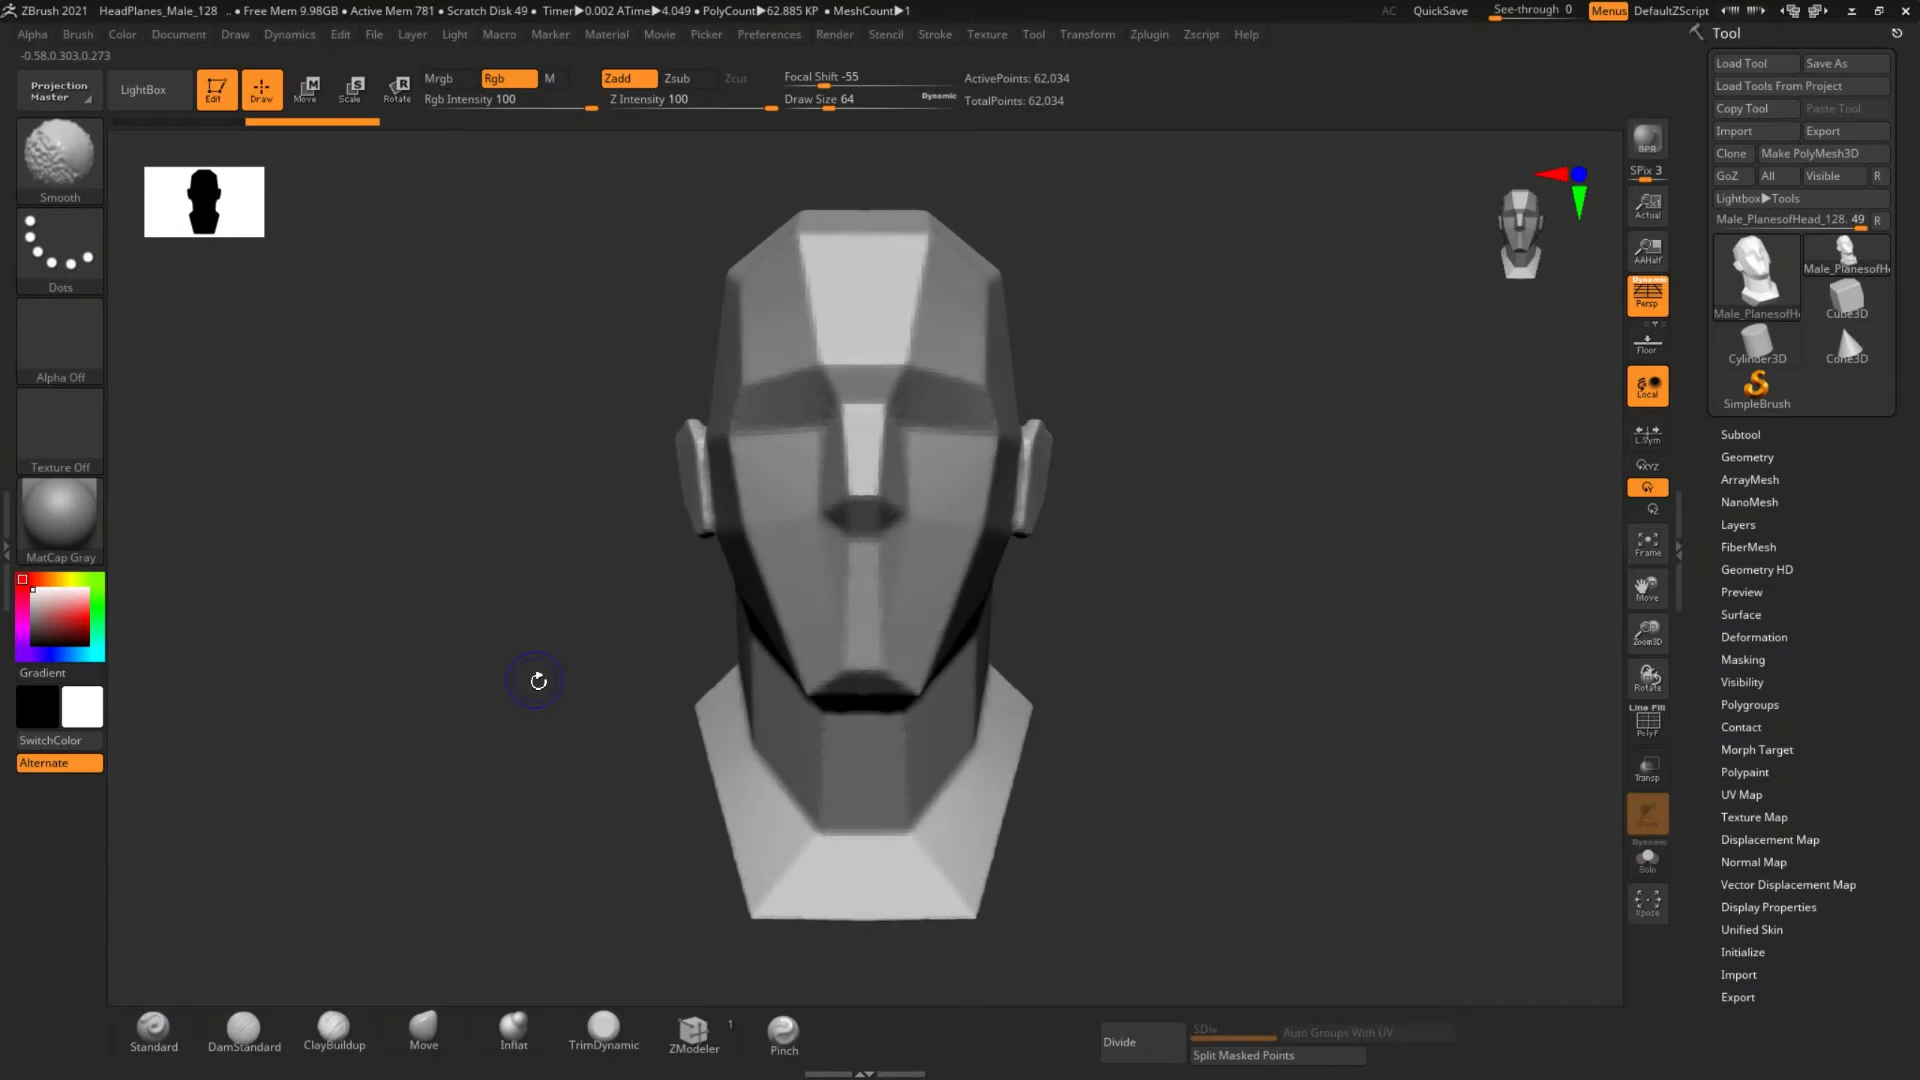 ZBrush 2021 HeadPlanes_Male_128 .. • Free Mem 9.98GB • Active Mem 781 • Scratch Disk 49 • Timer▶0.002 ATime▶4.049 • PolyCount▶62.885 KP • MeshCount▶1 AC QuickSave See-through 0 Menus DefaultZScript
Alpha Brush Color Document Draw Dynamics Edit File Layer Light Macro Marker Material Movie Picker Preferences Render Stencil Stroke Texture Tool Transform Zplugin Zscript Help
-0.58,0.303,0.273
Projection Master
LightBox
Edit Draw Move Scale Rotate
Mrgb Rgb M
Rgb Intensity 100
Zadd Zsub Zcut
Z Intensity 100
Focal Shift -55
Draw Size 64 Dynamic
ActivePoints: 62,034
TotalPoints: 62,034
Smooth
Dots
Alpha Off
Texture Off
MatCap Gray
Gradient
SwitchColor
Alternate
BPR
SPix 3
Actual
AAHalf
Dynamic
Persp
Floor
Local
L.Sym
XYZ
Y
Z
Frame
Move
Zoom3D
Rotate
Line Fill
PolyF
Transp
Dynamic
Solo
Xpose
Tool
Load Tool Save As
Load Tools From Project
Copy Tool Paste Tool
Import Export
Clone Make PolyMesh3D
GoZ All Visible R
Lightbox▶Tools
Male_PlanesofHead_128. 49 R
Male_PlanesofH
Male_PlanesofH Cube3D
Cylinder3D Cone3D
SimpleBrush
Subtool
Geometry
ArrayMesh
NanoMesh
Layers
FiberMesh
Geometry HD
Preview
Surface
Deformation
Masking
Visibility
Polygroups
Contact
Morph Target
Polypaint
UV Map
Texture Map
Displacement Map
Normal Map
Vector Displacement Map
Display Properties
Unified Skin
Initialize
Import
Export
Standard DamStandard ClayBuildup Move Inflat TrimDynamic ZModeler 1 Pinch
Divide
SDiv Auto Groups With UV
Split Masked Points